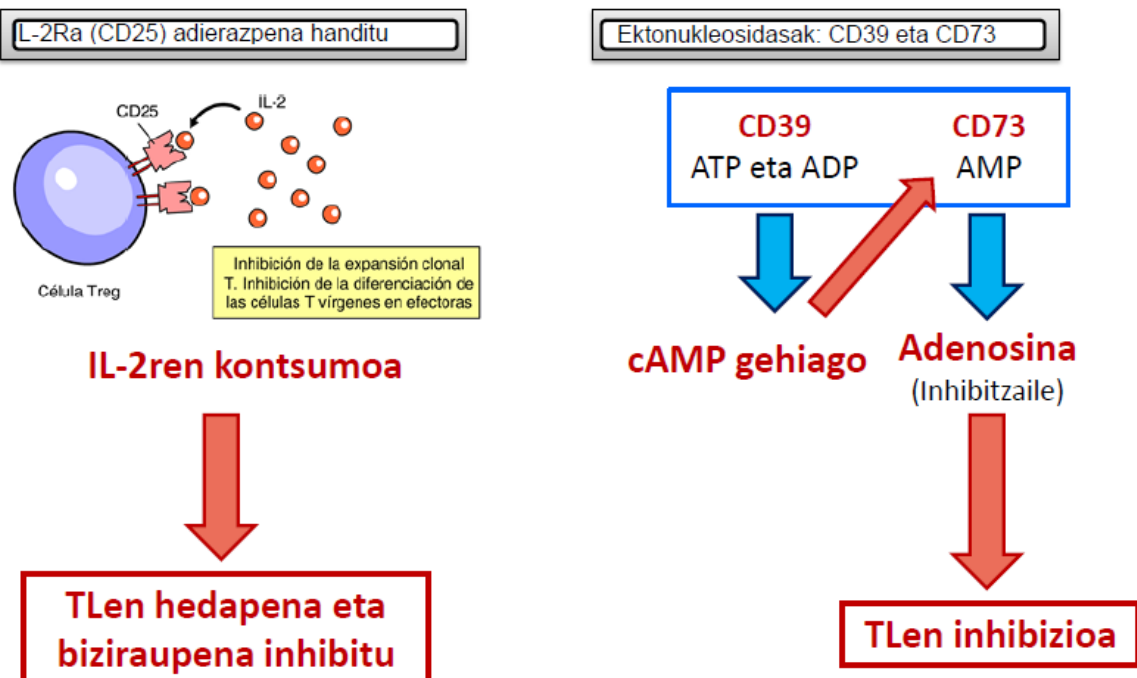 L-2Ra (CD25) adierazpena handitu
CD25
IL-2
Célula Treg
Inhibición de la expansión clonal
T. Inhibición de la diferenciación de
las células T vírgenes en efectoras
IL-2ren kontsumoa
TLen hedapena eta
biziraupena inhibitu
Ektonukleosidasak: CD39 eta CD73
CD39
ATP eta ADP
CD73
AMP
cAMP gehiago
Adenosina
(Inhibitzaile)
TLen inhibizioa